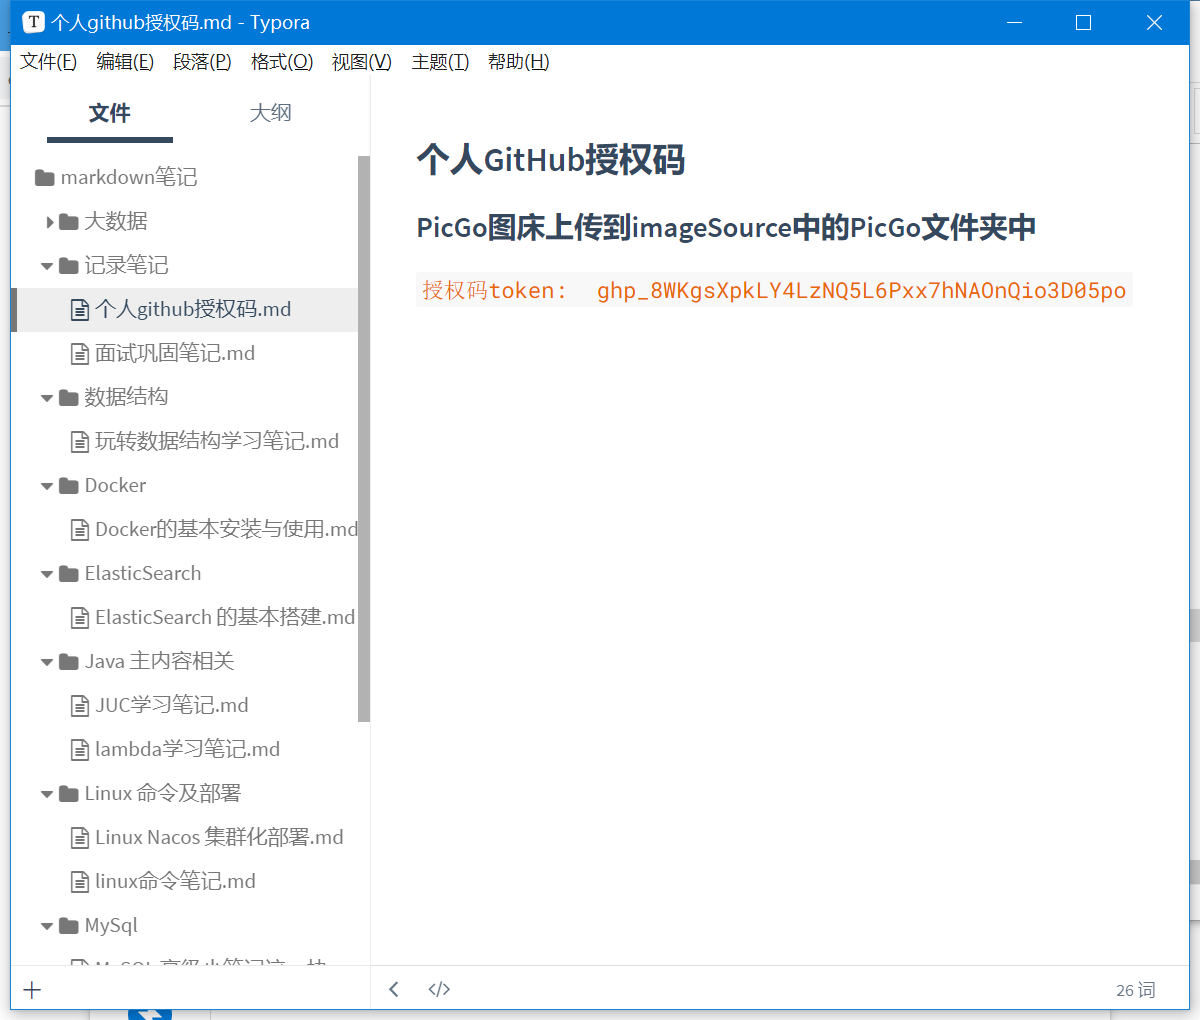 个人github授权码.md - Typora
文件(F) 编辑(E) 段落(P) 格式(O) 视图(V) 主题(T) 帮助(H)
文件 大纲
markdown笔记
大数据
记录笔记
个人github授权码.md
面试巩固笔记.md
数据结构
玩转数据结构学习笔记.md
Docker
Docker的基本安装与使用.md
ElasticSearch
ElasticSearch 的基本搭建.md
Java 主内容相关
JUC学习笔记.md
lambda学习笔记.md
Linux 命令及部署
Linux Nacos 集群化部署.md
linux命令笔记.md
MySql
个人GitHub授权码
PicGo图床上传到imageSource中的PicGo文件夹中
授权码token: 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
26 词